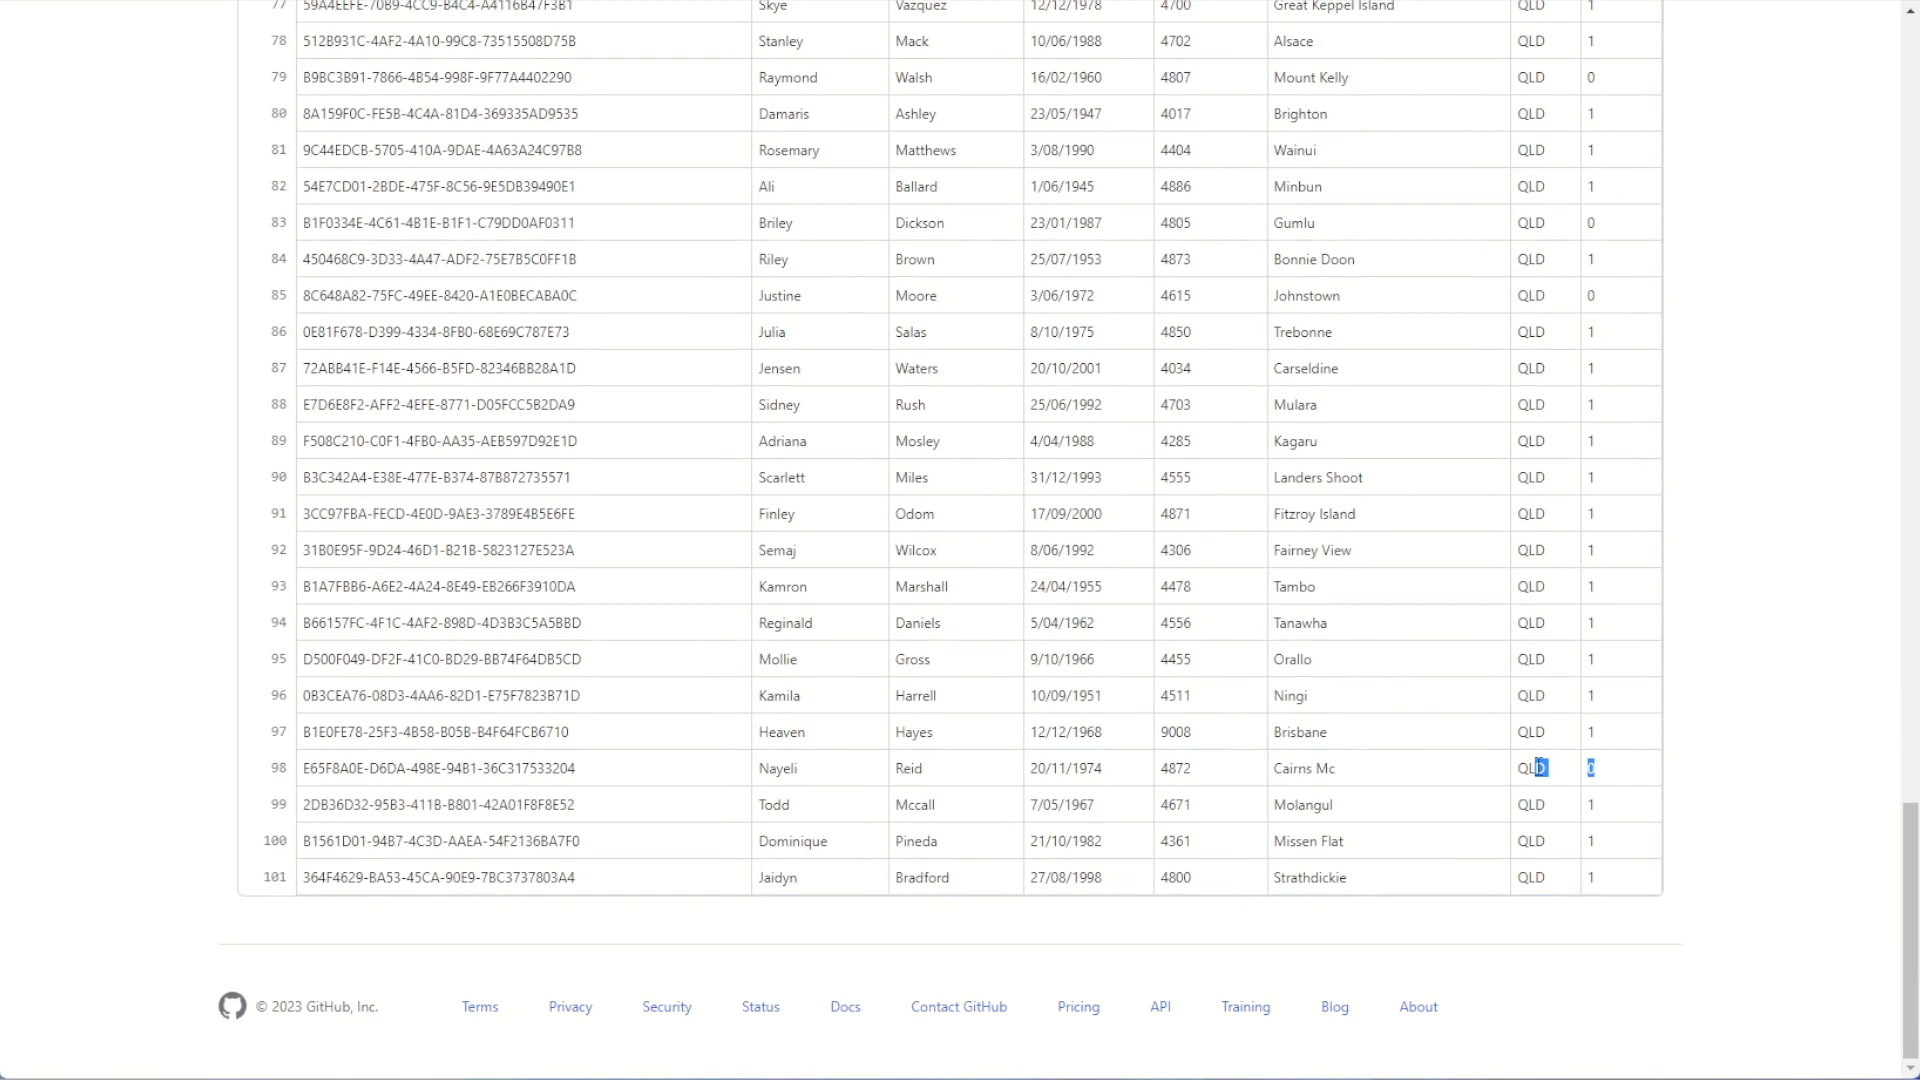 77 59A4EEFE-70B9-4CC9-B4C4-A4116B47F3B1 Skye Vazquez 12/12/1978 4700 Great Keppel Island QLD 1
78 512B931C-4AF2-4A10-99C8-73515508D75B Stanley Mack 10/06/1988 4702 Alsace QLD 1
79 B9BC3B91-7866-4B54-998F-9F77A4402290 Raymond Walsh 16/02/1960 4807 Mount Kelly QLD 0
80 8A159F0C-FE5B-4C4A-81D4-369335AD9535 Damaris Ashley 23/05/1947 4017 Brighton QLD 1
81 9C44EDCB-5705-410A-9DAE-4A63A24C97B8 Rosemary Matthews 3/08/1990 4404 Wainui QLD 1
82 54E7CD01-2BDE-475F-8C56-9E5DB39490E1 Ali Ballard 1/06/1945 4886 Minbun QLD 1
83 B1F0334E-4C61-4B1E-B1F1-C79DD0AF0311 Briley Dickson 23/01/1987 4805 Gumlu QLD 0
84 450468C9-3D33-4A47-ADF2-75E7B5C0FF1B Riley Brown 25/07/1953 4873 Bonnie Doon QLD 1
85 8C648A82-75FC-49EE-8420-A1E0BECABA0C Justine Moore 3/06/1972 4615 Johnstown QLD 0
86 0E81F678-D399-4334-8FB0-68E69C787E73 Julia Salas 8/10/1975 4850 Trebonne QLD 1
87 72ABB41E-F14E-4566-B5FD-82346BB28A1D Jensen Waters 20/10/2001 4034 Carseldine QLD 1
88 E7D6E8F2-AFF2-4EFE-8771-D05FCC5B2DA9 Sidney Rush 25/06/1992 4703 Mulara QLD 1
89 F508C210-C0F1-4FB0-AA35-AEB597D92E1D Adriana Mosley 4/04/1988 4285 Kagaru QLD 1
90 B3C342A4-E38E-477E-B374-87B872735571 Scarlett Miles 31/12/1993 4555 Landers Shoot QLD 1
91 3CC97FBA-FECD-4E0D-9AE3-3789E4B5E6FE Finley Odom 17/09/2000 4871 Fitzroy Island QLD 1
92 31B0E95F-9D24-46D1-B21B-5823127E523A Semaj Wilcox 8/06/1992 4306 Fairney View QLD 1
93 B1A7FBB6-A6E2-4A24-8E49-EB266F3910DA Kamron Marshall 24/04/1955 4478 Tambo QLD 1
94 B66157FC-4F1C-4AF2-898D-4D3B3C5A5BBD Reginald Daniels 5/04/1962 4556 Tanawha QLD 1
95 D500F049-DF2F-41C0-BD29-BB74F64DB5CD Mollie Gross 9/10/1966 4455 Orallo QLD 1
96 0B3CEA76-08D3-4AA6-82D1-E75F7823B71D Kamila Harrell 10/09/1951 4511 Ningi QLD 1
97 B1E0FE78-25F3-4B58-B05B-B4F64FCB6710 Heaven Hayes 12/12/1968 9008 Brisbane QLD 1
98 E65F8A0E-D6DA-498E-94B1-36C317533204 Nayeli Reid 20/11/1974 4872 Cairns Mc QLD 0
99 2DB36D32-95B3-411B-B801-42A01F8F8E52 Todd Mccall 7/05/1967 4671 Molangul QLD 1
100 B1561D01-94B7-4C3D-AAEA-54F2136BA7F0 Dominique Pineda 21/10/1982 4361 Missen Flat QLD 1
101 364F4629-BA53-45CA-90E9-7BC3737803A4 Jaidyn Bradford 27/08/1998 4800 Strathdickie QLD 1
© 2023 GitHub, Inc. Terms Privacy Security Status Docs Contact GitHub Pricing API Training Blog About